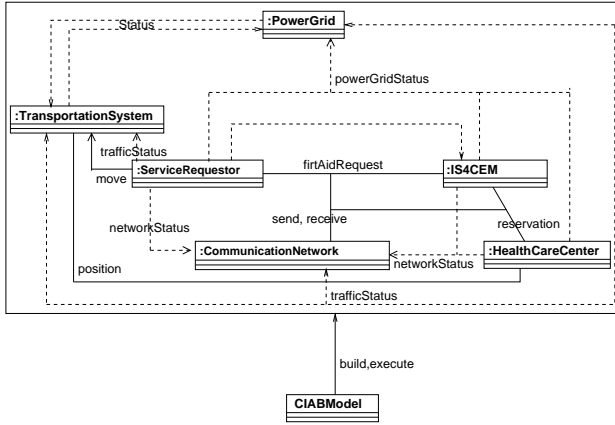 :PowerGrid
Status
powerGridStatus
:TransportationSystem
trafficStatus
firtAidRequest
:ServiceRequestor
:IS4CEM
move
send, receive
reservation
networkStatus
:CommunicationNetwork
:HealthCareCenter
networkStatus
position
trafficStatus
build,execute
CIABModel